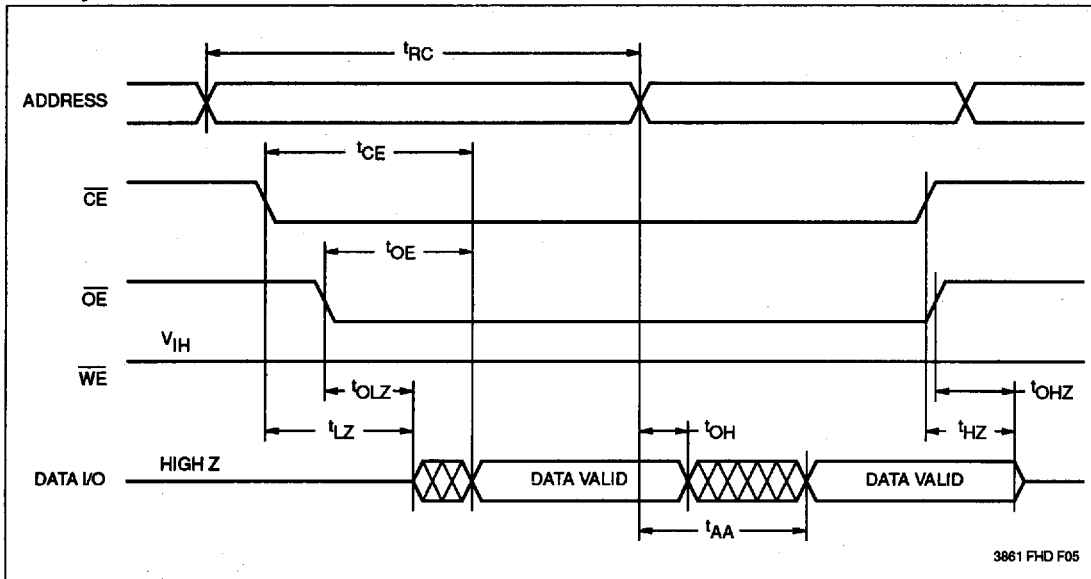 tRC
ADDRESS
tCE
CE
tOE
OE
VIH
WE
tOLZ
tOHZ
tLZ
tOH
tHZ
HIGH Z
DATA I/O
DATA VALID
DATA VALID
tAA
3861 FHD F05